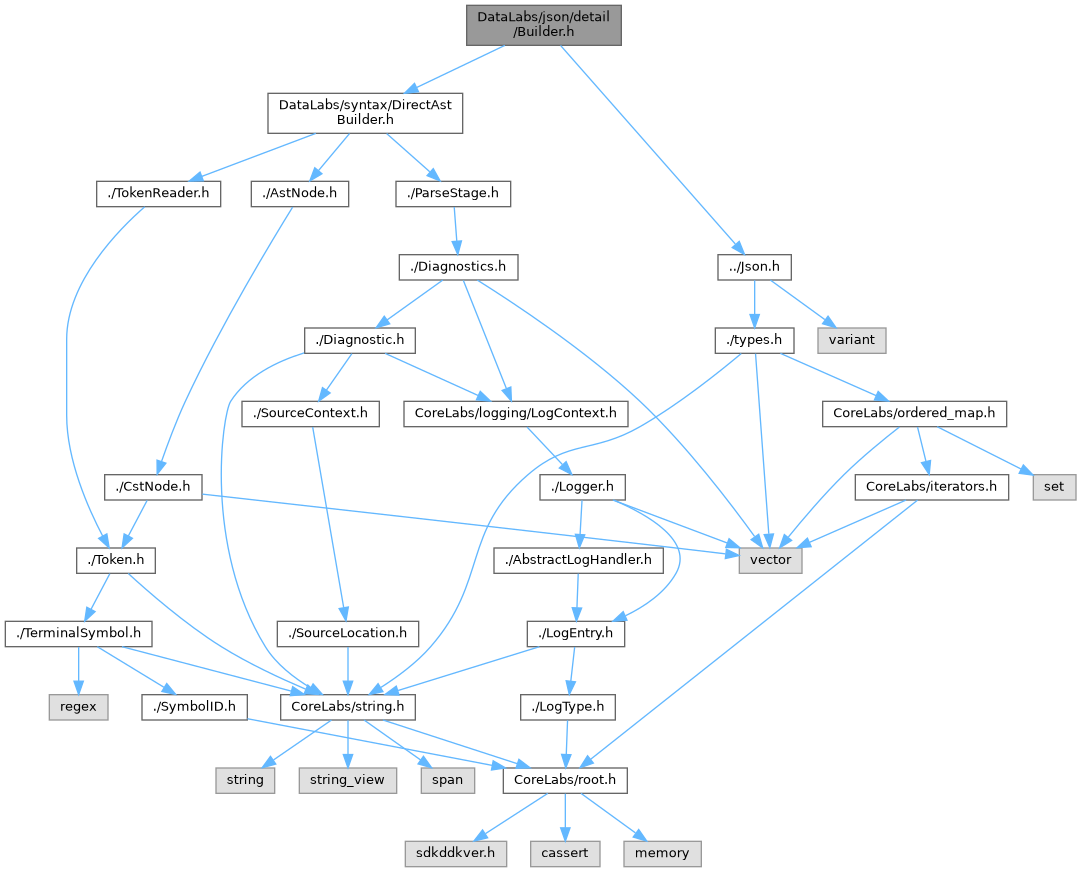 DataLabs/json/detail
/Builder.h
DataLabs/syntax/DirectAst
Builder.h
./TokenReader.h
./AstNode.h
./ParseStage.h
./Diagnostics.h
../Json.h
./Diagnostic.h
./types.h
variant
./SourceContext.h
CoreLabs/logging/LogContext.h
CoreLabs/ordered_map.h
./CstNode.h
./Logger.h
CoreLabs/iterators.h
set
./Token.h
./AbstractLogHandler.h
vector
./TerminalSymbol.h
./SourceLocation.h
./LogEntry.h
regex
./SymbolID.h
CoreLabs/string.h
./LogType.h
string
string_view
span
CoreLabs/root.h
sdkddkver.h
cassert
memory